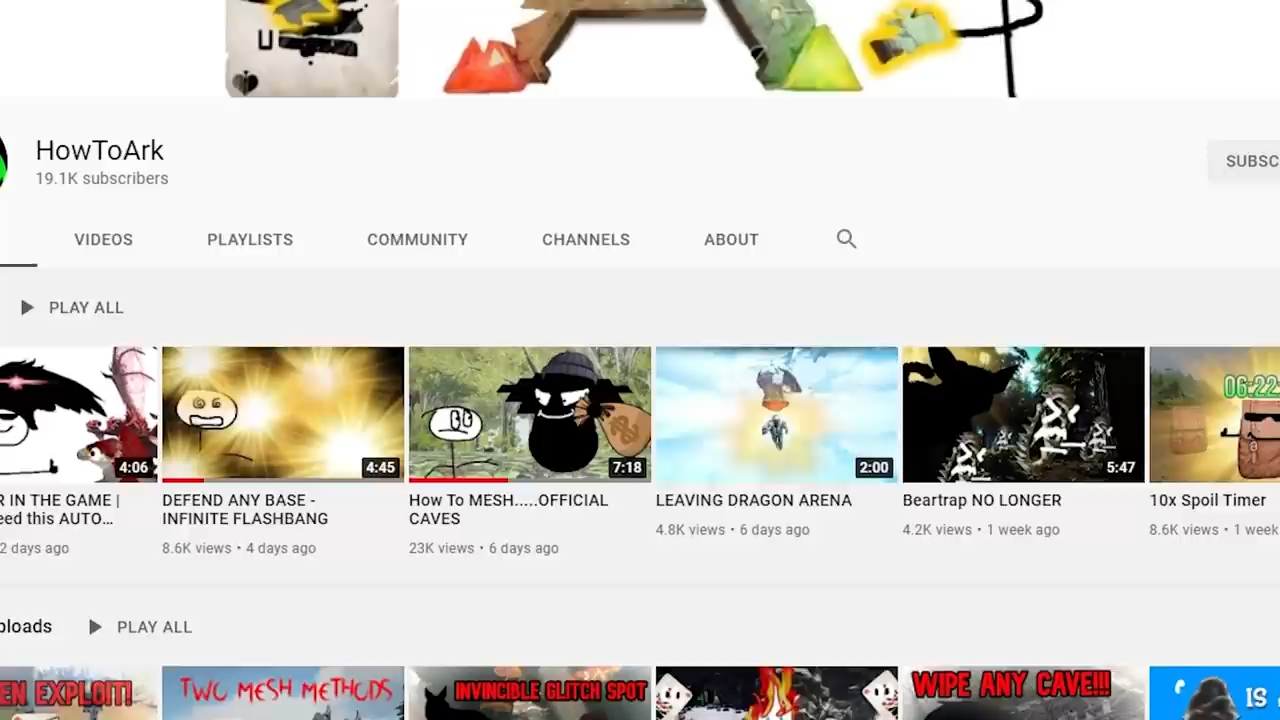 HowToArk
19.1K subscribers
SUBSC
VIDEOS
PLAYLISTS
COMMUNITY
CHANNELS
ABOUT
PLAY ALL
4:06
4:45
7:18
2:00
5:47
06:22
R IN THE GAME |
eed this AUTO...
2 days ago
DEFEND ANY BASE -
INFINITE FLASHBANG
8.6K views • 4 days ago
How To MESH.....OFFICIAL
CAVES
23K views • 6 days ago
LEAVING DRAGON ARENA
4.8K views • 6 days ago
Beartrap NO LONGER
4.2K views • 1 week ago
10x Spoil Timer
8.6K views • 1 week
ploads
PLAY ALL
EN EXPLOIT!
TWO MESH METHODS
INVINCIBLE GLITCH SPOT
WIPE ANY CAVE!!!
IS